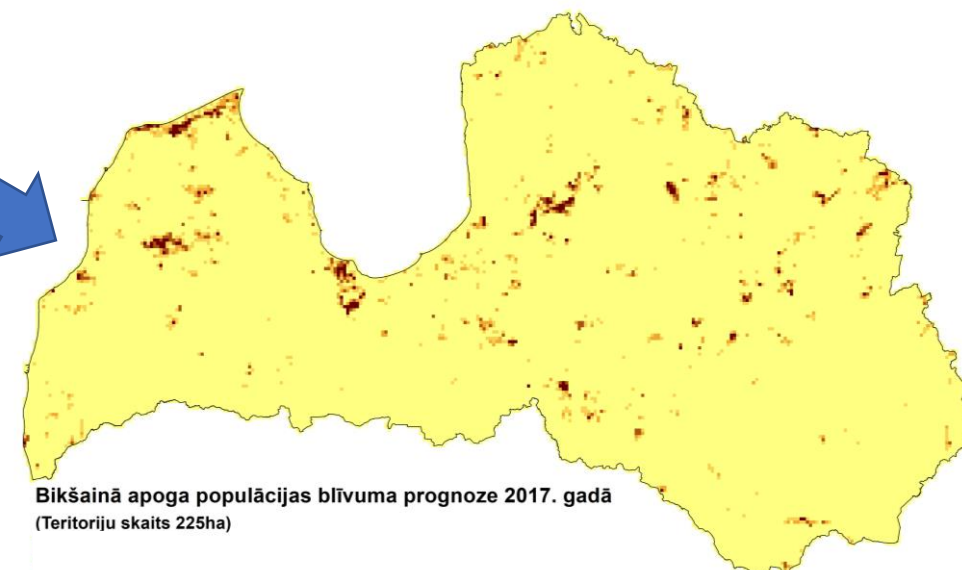 Bikšainā apoga populācijas blīvuma prognoze 2017. gadā
(Teritoriju skaits 225ha)